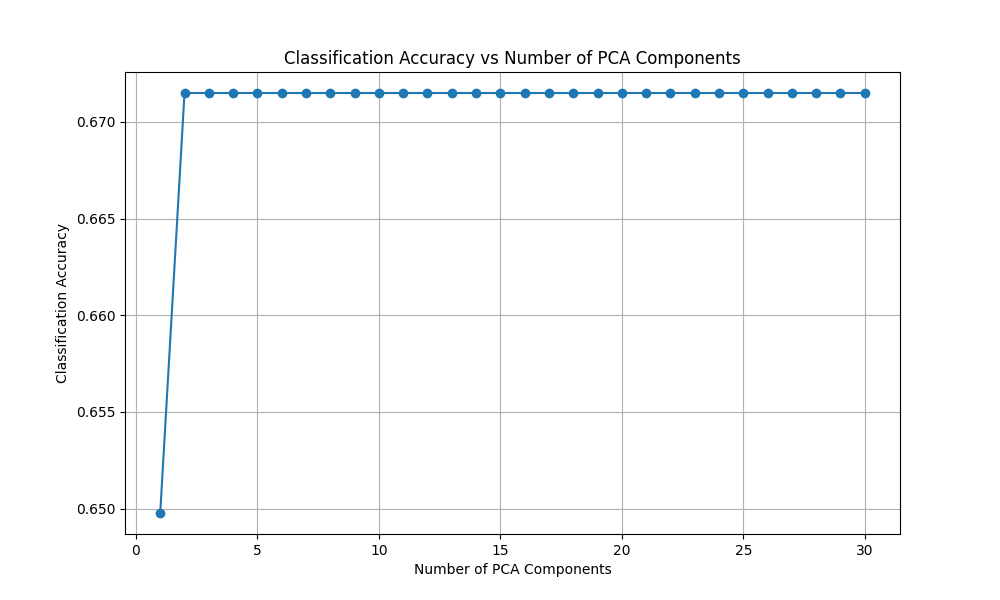 Classification Accuracy vs Number of PCA Components
0.670
0.665
0.660
0.655
0.650
Classification Accuracy
0 5 10 15 20 25 30
Number of PCA Components